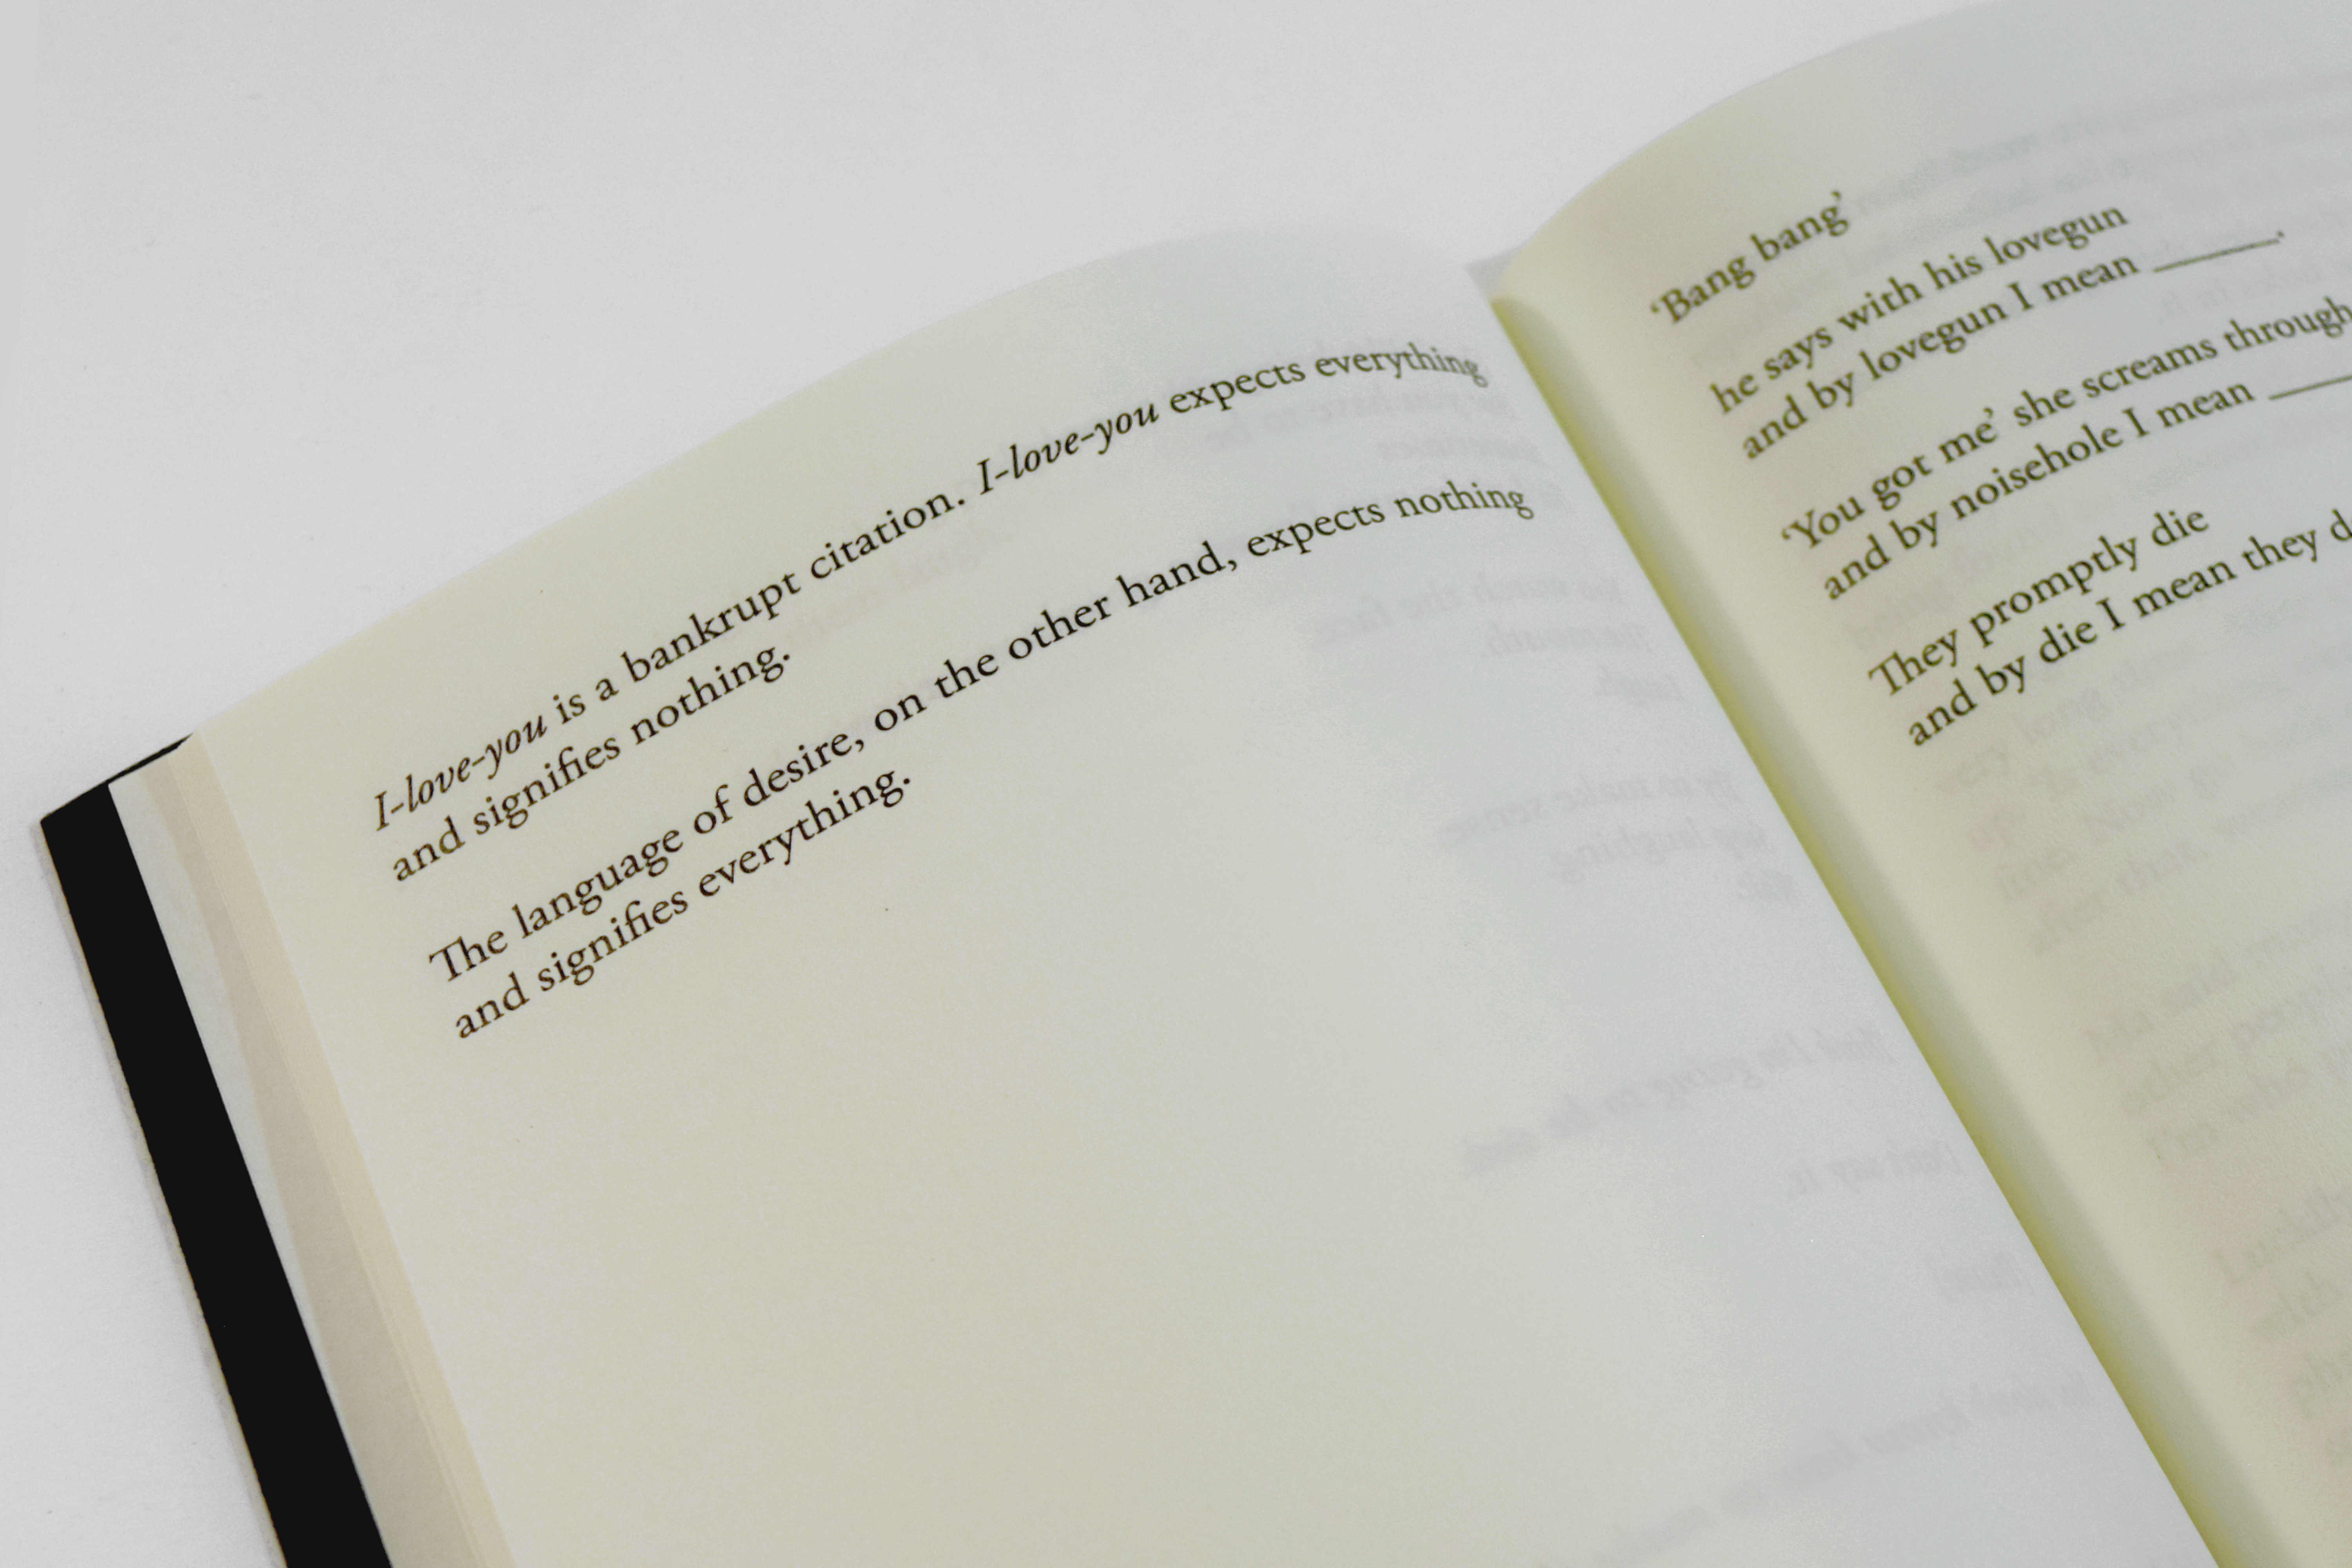 I-love-you is a bankrupt citation. I-love-you expects everything
and signifies nothing.
The language of desire, on the other hand, expects nothing
and signifies everything.
‘Bang bang’
he says with his lovegun
and by lovegun I mean ______.
‘You got me’ she screams through
and by noisehole I mean ____
They promptly die
and by die I mean they